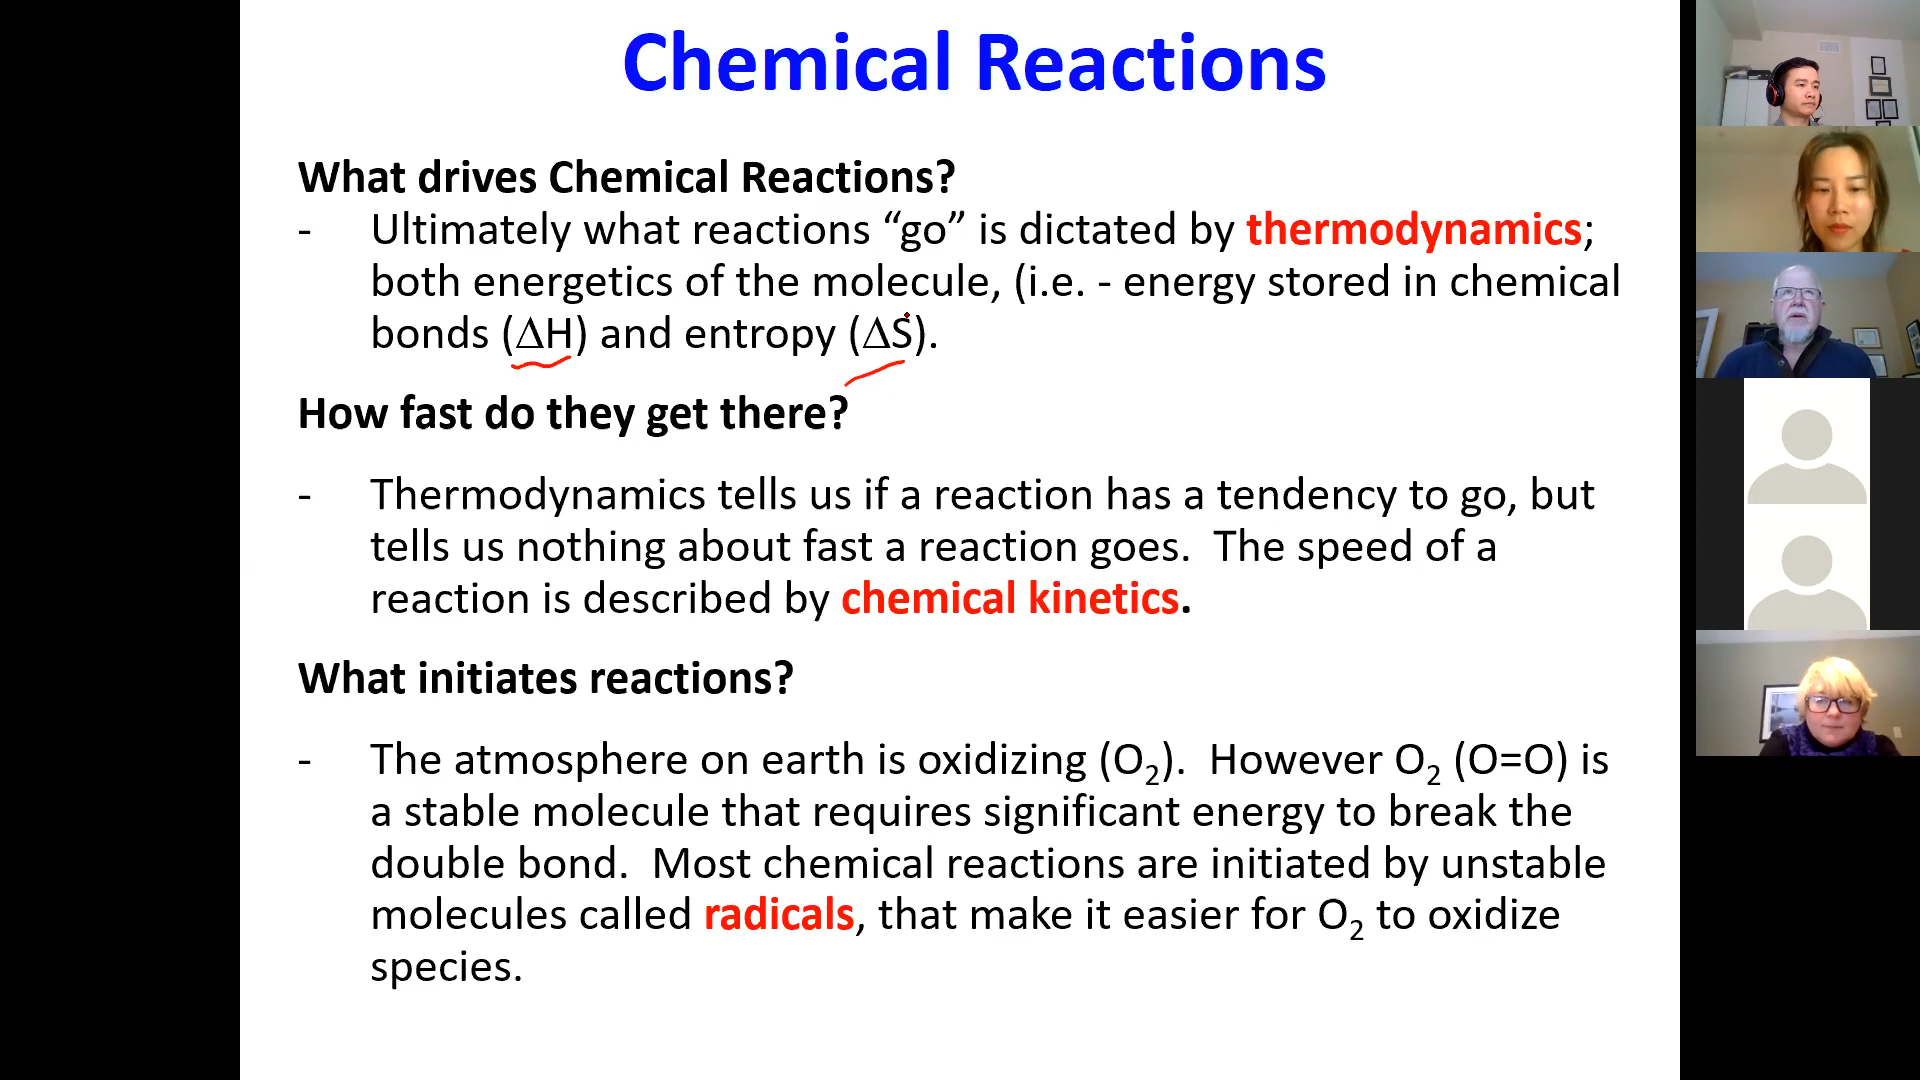 Chemical Reactions
What drives Chemical Reactions?
- Ultimately what reactions “go” is dictated by thermodynamics;
both energetics of the molecule, (i.e. - energy stored in chemical
bonds (ΔH) and entropy (ΔS).
How fast do they get there?
- Thermodynamics tells us if a reaction has a tendency to go, but
tells us nothing about fast a reaction goes. The speed of a
reaction is described by chemical kinetics.
What initiates reactions?
- The atmosphere on earth is oxidizing (O₂). However O₂ (O=O) is
a stable molecule that requires significant energy to break the
double bond. Most chemical reactions are initiated by unstable
molecules called radicals, that make it easier for O₂ to oxidize
species.